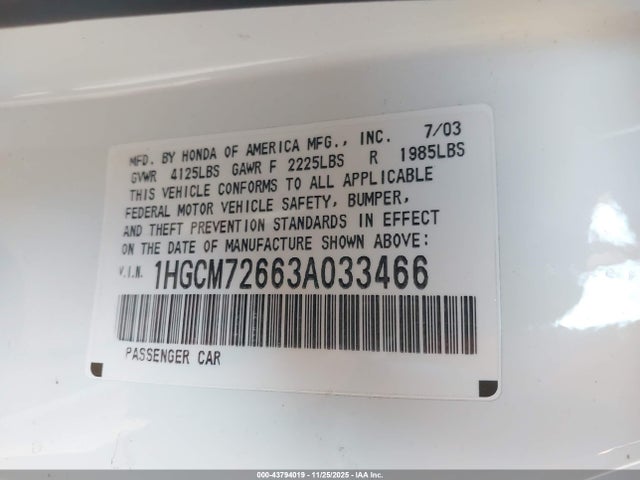 MFD. BY HONDA OF AMERICA MFG., INC. 7/03
GVWR 4125LBS GAWR F 2225LBS R 1985LBS
THIS VEHICLE CONFORMS TO ALL APPLICABLE
FEDERAL MOTOR VEHICLE SAFETY, BUMPER,
AND THEFT PREVENTION STANDARDS IN EFFECT
ON THE DATE OF MANUFACTURE SHOWN ABOVE:
V.I.N. 1HGCM72663A033466
PASSENGER CAR
000-43794019 - 11/25/2025 - IAA Inc.